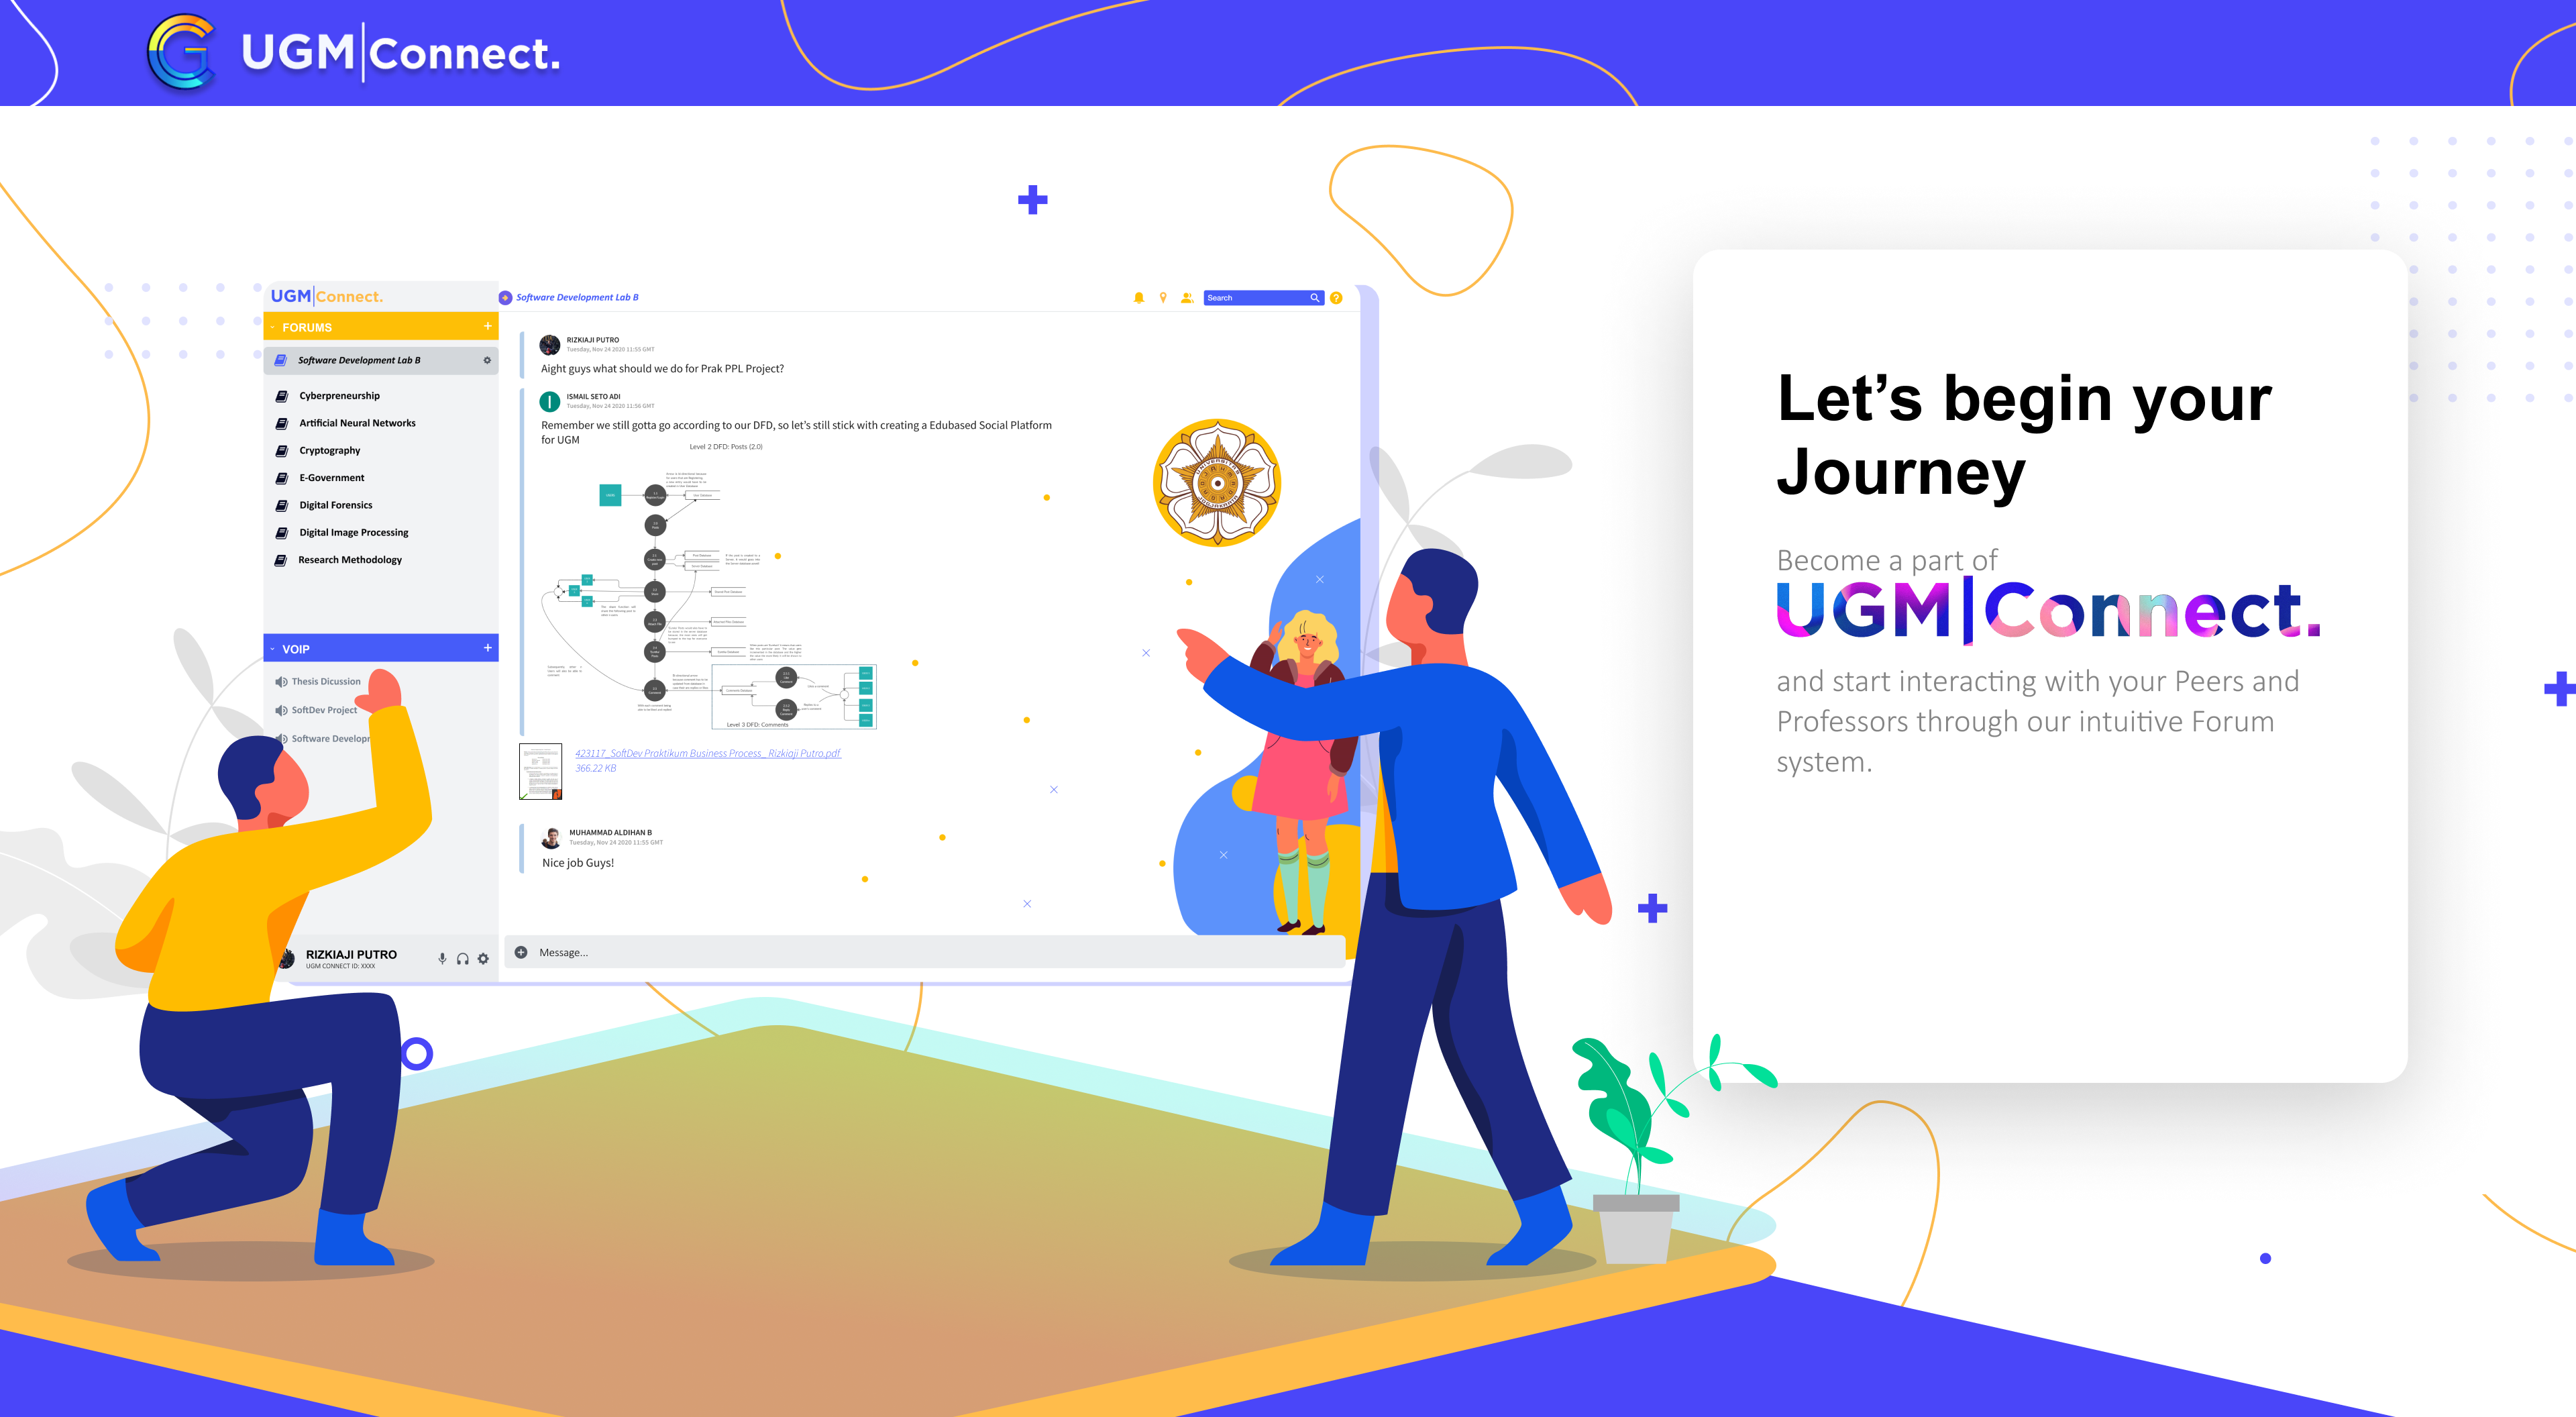 UGM|Connect.
UGM|Connect.
FORUMS
Software Development Lab B
Cyberpreneurship
Artificial Neural Networks
Cryptography
E-Government
Digital Forensics
Digital Image Processing
Research Methodology
VOIP
Thesis Dicussion
SoftDev Project
Software Develop
RIZKIAJI PUTRO
UGM CONNECT ID: XXXX
Software Development Lab B
Search
RIZKIAJI PUTRO
Tuesday, Nov 24 2020 11:55 GMT
Aight guys what should we do for Prak PPL Project?
ISMAIL SETO ADI
Tuesday, Nov 24 2020 11:56 GMT
Remember we still gotta go according to our DFD, so let's still stick with creating a Edubased Social Platform
for UGM
Level 2 DFD: Posts (2.0)
Level 3 DFD: Comments
423117_SoftDev Praktikum Business Process_ Rizkiaji Putro.pdf
366.22 KB
MUHAMMAD ALDIHAN B
Tuesday, Nov 24 2020 11:55 GMT
Nice job Guys!
Message...
Let's begin your
Journey
Become a part of
UGM|Connect.
and start interacting with your Peers and
Professors through our intuitive Forum
system.